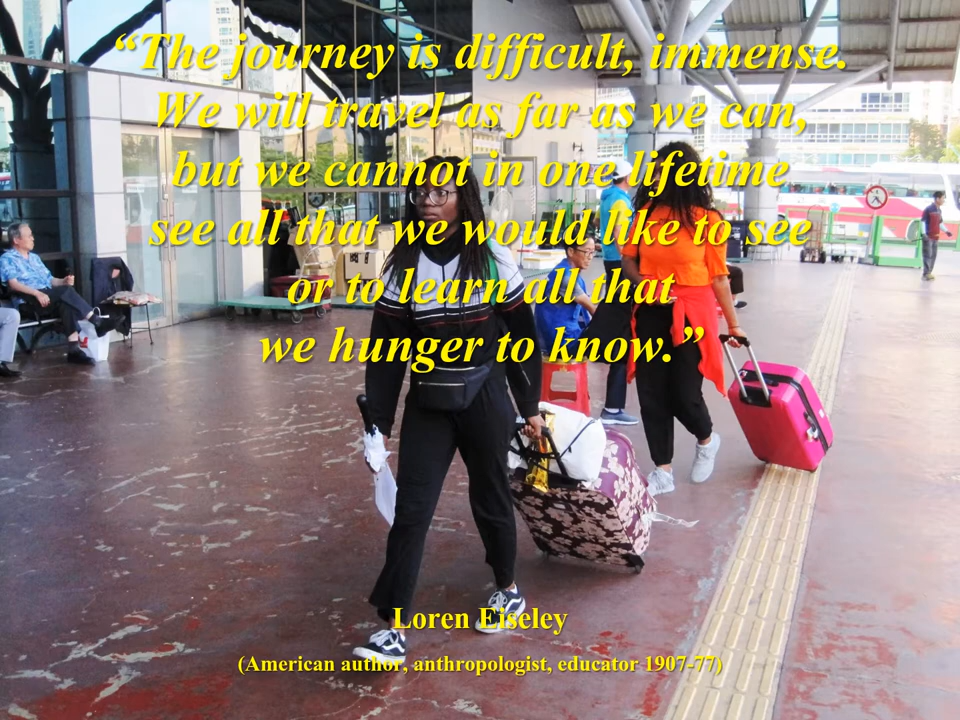 “The journey is difficult, immense.
We will travel as far as we can,
but we cannot in one lifetime
see all that we would like to see
or to learn all that
we hunger to know.”
Loren Eiseley
(American author, anthropologist, educator 1907-77)